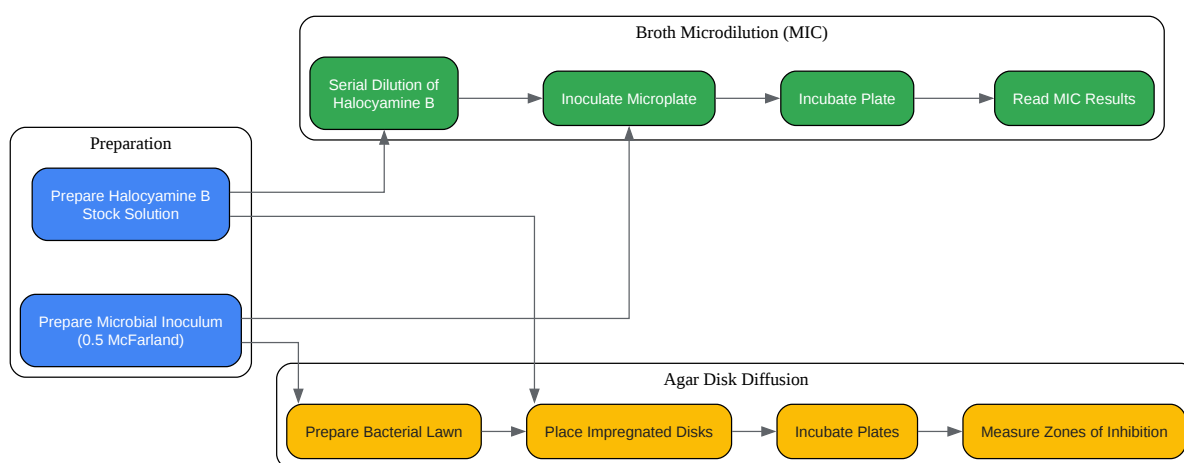 Broth Microdilution (MIC)
Serial Dilution of
Halocyamine B
Inoculate Microplate
Incubate Plate
Read MIC Results
Preparation
Prepare Halocyamine B
Stock Solution
Prepare Microbial Inoculum
(0.5 McFarland)
Agar Disk Diffusion
Prepare Bacterial Lawn
Place Impregnated Disks
Incubate Plates
Measure Zones of Inhibition